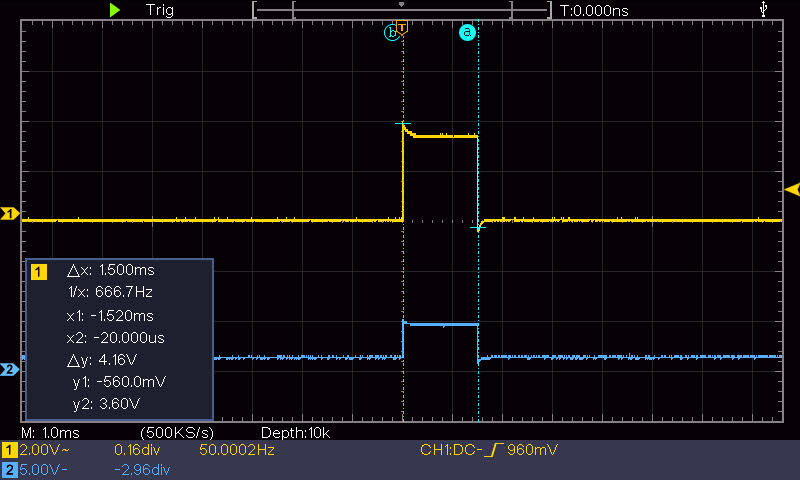 Trig T:0.000ns
b T a
1
1 △x: 1.500ms
1/x: 666.7Hz
x1: -1.520ms
x2: -20.000us
△y: 4.16V
y1: -560.0mV
y2: 3.60V
2
M: 1.0ms (500KS/s) Depth:10k
1 2.00V~ 0.16div 50.0002Hz CH1:DC- 960mV
2 5.00V- -2.96div